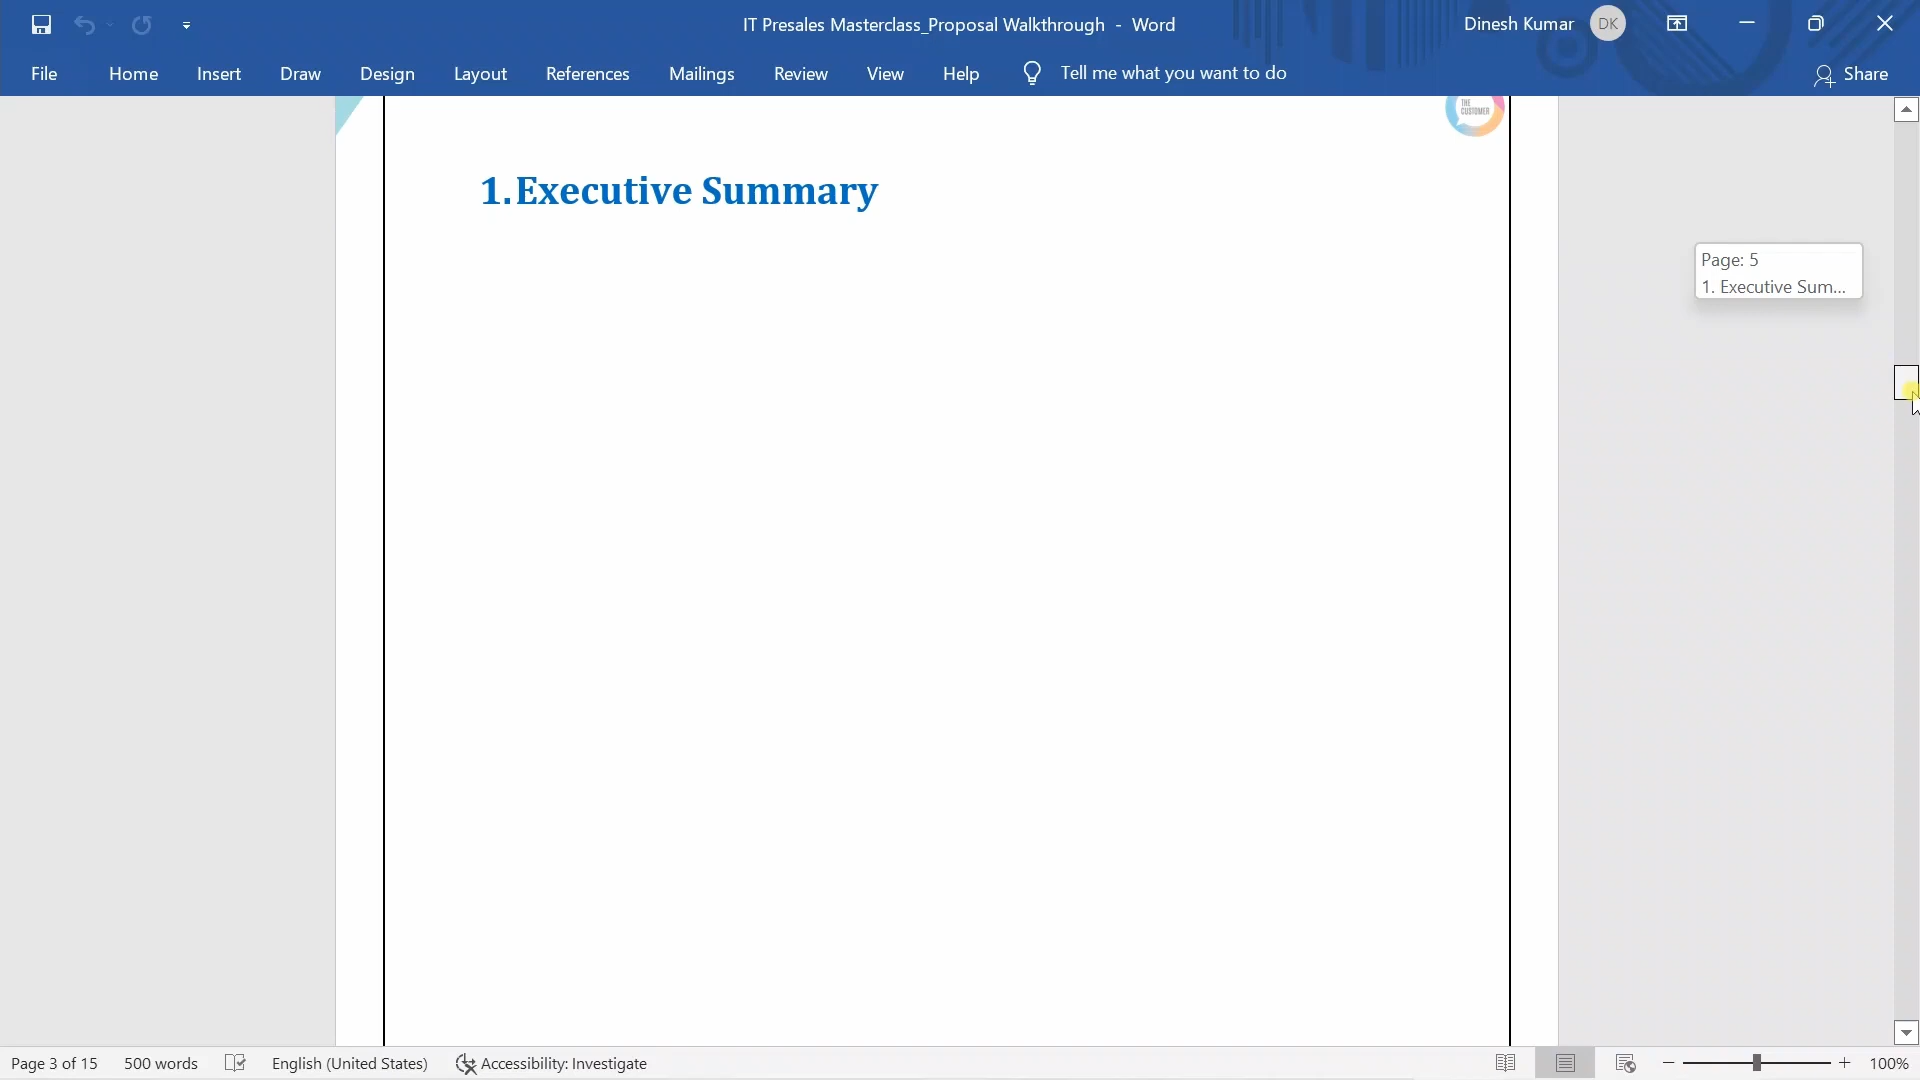 IT Presales Masterclass_Proposal Walkthrough - Word
Dinesh Kumar
DK
File
Home
Insert
Draw
Design
Layout
References
Mailings
Review
View
Help
Tell me what you want to do
Share
THE
CUSTOMER
1. Executive Summary
Page: 5
1. Executive Sum...
Page 3 of 15
500 words
English (United States)
Accessibility: Investigate
100%